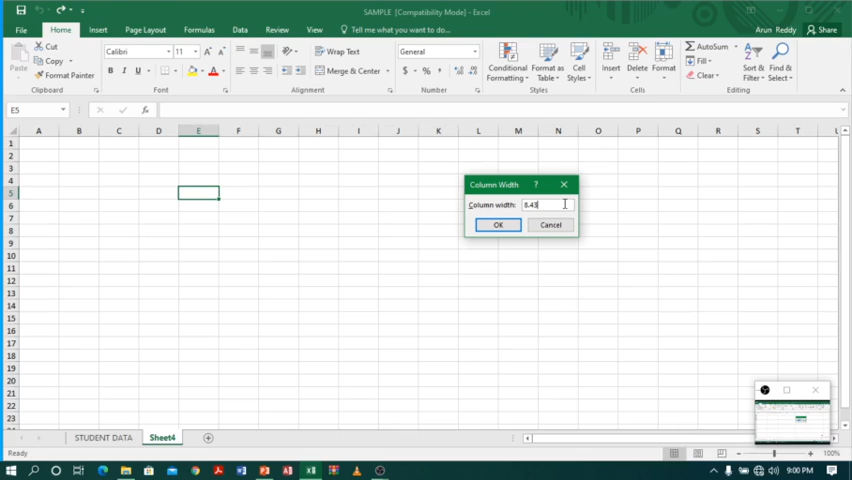 SAMPLE [Compatibility Mode] - Excel
Arun Reddy
Share
File Home Insert Draw Page Layout Formulas Data Review View Tell me what you want to do...
Cut
Copy
Format Painter
Paste
Clipboard
Calibri 11
B I U
Font
Wrap Text
Merge & Center
Alignment
General
$ % ,
Number
Conditional Formatting
Format as Table
Cell Styles
Styles
Insert Delete Format
Cells
AutoSum
Fill
Clear
Sort & Filter
Find & Select
Editing
E5
fx
A B C D E F G H I J K L M N O P Q R S T U
1
2
3
4
5
6
7
8
9
10
11
12
13
14
15
16
17
18
19
20
21
22
23
Column Width ?
Column width: 8.43
OK Cancel
STUDENT DATA Sheet4
Ready
100%
9:00 PM